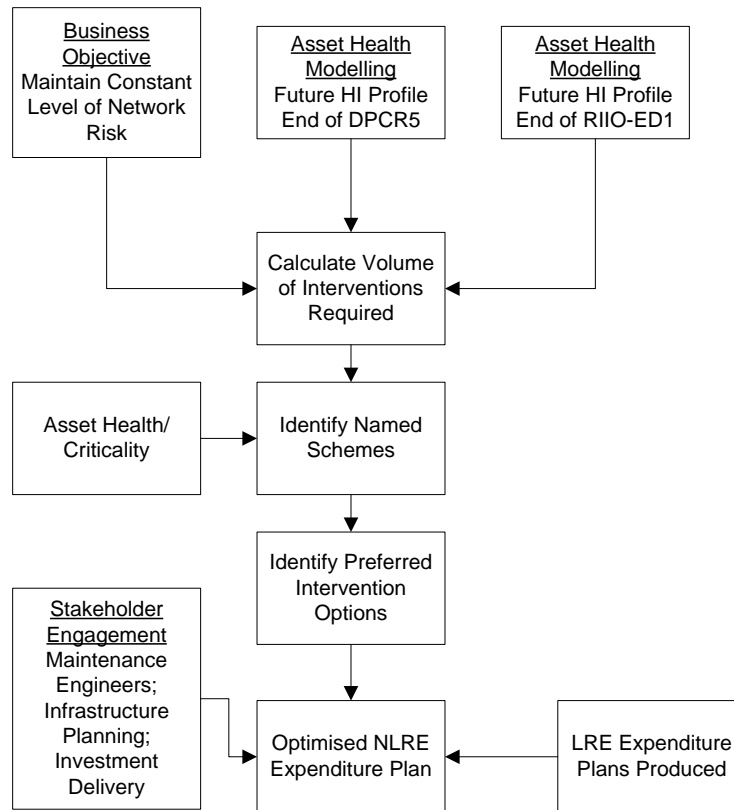 Business
Objective
Maintain Constant
Level of Network
Risk
Asset Health
Modelling
Future HI Profile
End of DPCR5
Asset Health
Modelling
Future HI Profile
End of RIIO-ED1
Calculate Volume
of Interventions
Required
Asset Health/
Criticality
Identify Named
Schemes
Identify Preferred
Intervention
Options
Stakeholder
Engagement
Maintenance
Engineers;
Infrastructure
Planning;
Investment
Delivery
Optimised NLRE
Expenditure Plan
LRE Expenditure
Plans Produced